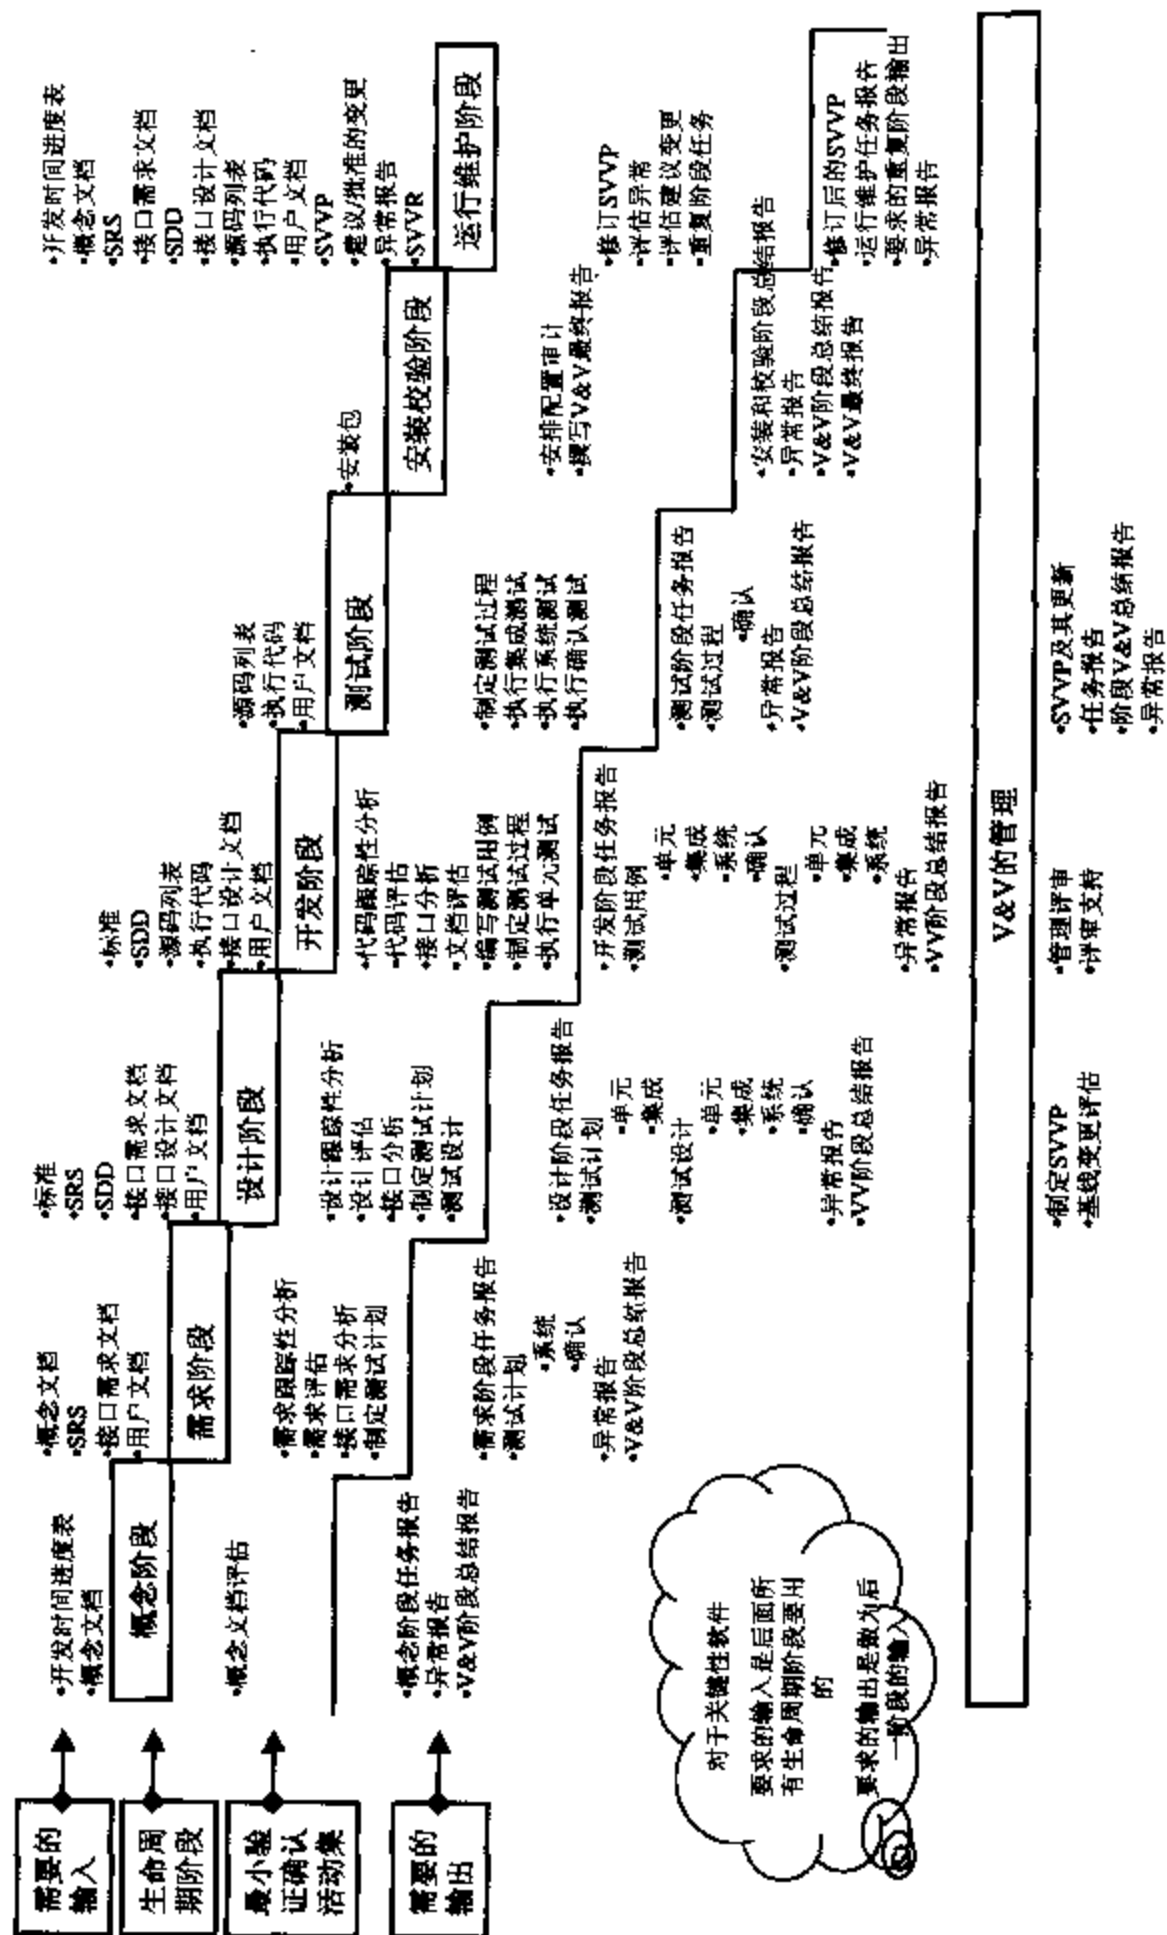 需要的
输入
生命周
期阶段
最小验
证确认
活动集
需要的
输出
•开发时间进度表
•概念文档
概念阶段
•概念文档评估
•概念阶段任务报告
•异常报告
•V&V阶段总结报告
•概念文档
•SRS
•接口需求文档
•用户文档
需求阶段
•需求跟踪性分析
•需求评估
•接口需求分析
•制定测试计划
•需求阶段任务报告
•测试计划
•系统
•确认
•异常报告
•V&V阶段总结报告
•标准
•SRS
•SDD
•接口需求文档
•接口设计文档
•用户文档
设计阶段
•设计跟踪性分析
•设计评估
•接口分析
•制定测试计划
•测试设计
•设计阶段任务报告
•测试计划
•单元
•集成
•测试设计
•单元
•集成
•系统
•确认
•异常报告
•VV阶段总结报告
•标准
•SDD
•源码列表
•执行代码
•接口设计文档
•用户文档
开发阶段
•代码跟踪性分析
•代码评估
•接口分析
•文档评估
•编写测试用例
•制定测试过程
•执行单元测试
•开发阶段任务报告
•测试用例
•单元
•集成
•系统
•确认
•测试过程
•单元
•集成
•系统
•异常报告
•VV阶段总结报告
•源码列表
•执行代码
•用户文档
测试阶段
•制定测试过程
•执行集成测试
•执行系统测试
•执行确认测试
•测试阶段任务报告
•测试过程
•确认
•异常报告
•V&V阶段总结报告
•安装包
安装校验阶段
•安排配置审计
•撰写V&V最终报告
•安装和校验阶段总结报告
•异常报告
•V&V阶段总结报告
•V&V最终报告
•开发时间进度表
•概念文档
•SRS
•接口需求文档
•SDD
•接口设计文档
•源码列表
•执行代码
•用户文档
•SVVP
•建议/批准的变更
•异常报告
•SVVR
运行维护阶段
•修订SVVP
•评估异常
•评估建议变更
•重复阶段任务
•修订后的SVVP
•运行维护任务报告
•要求的重复阶段输出
•异常报告
对于关键性软件
要求的输入是后面所
有生命周期阶段要用
的
要求的输出是做为后
一阶段的输入
V&V的管理
•制定SVVP
•基线变更评估
•管理评审
•评审支持
•SVVP及其更新
•任务报告
•阶段V&V总结报告
•异常报告